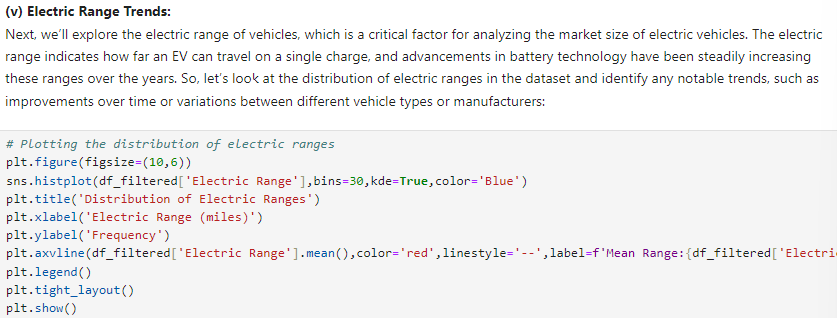 (v) Electric Range Trends:
Next, we'll explore the electric range of vehicles, which is a critical factor for analyzing the market size of electric vehicles. The electric
range indicates how far an EV can travel on a single charge, and advancements in battery technology have been steadily increasing
these ranges over the years. So, let's look at the distribution of electric ranges in the dataset and identify any notable trends, such as
improvements over time or variations between different vehicle types or manufacturers:
# Plotting the distribution of electric ranges
plt.figure(figsize=(10,6))
sns.histplot(df_filtered['Electric Range'],bins=30,kde=True,color='Blue')
plt.title('Distribution of Electric Ranges')
plt.xlabel('Electric Range (miles)')
plt.ylabel('Frequency')
plt.axvline(df_filtered['Electric Range'].mean(),color='red',linestyle='--',label=f'Mean Range:{df_filtered['Electri
plt.legend()
plt.tight_layout()
plt.show()